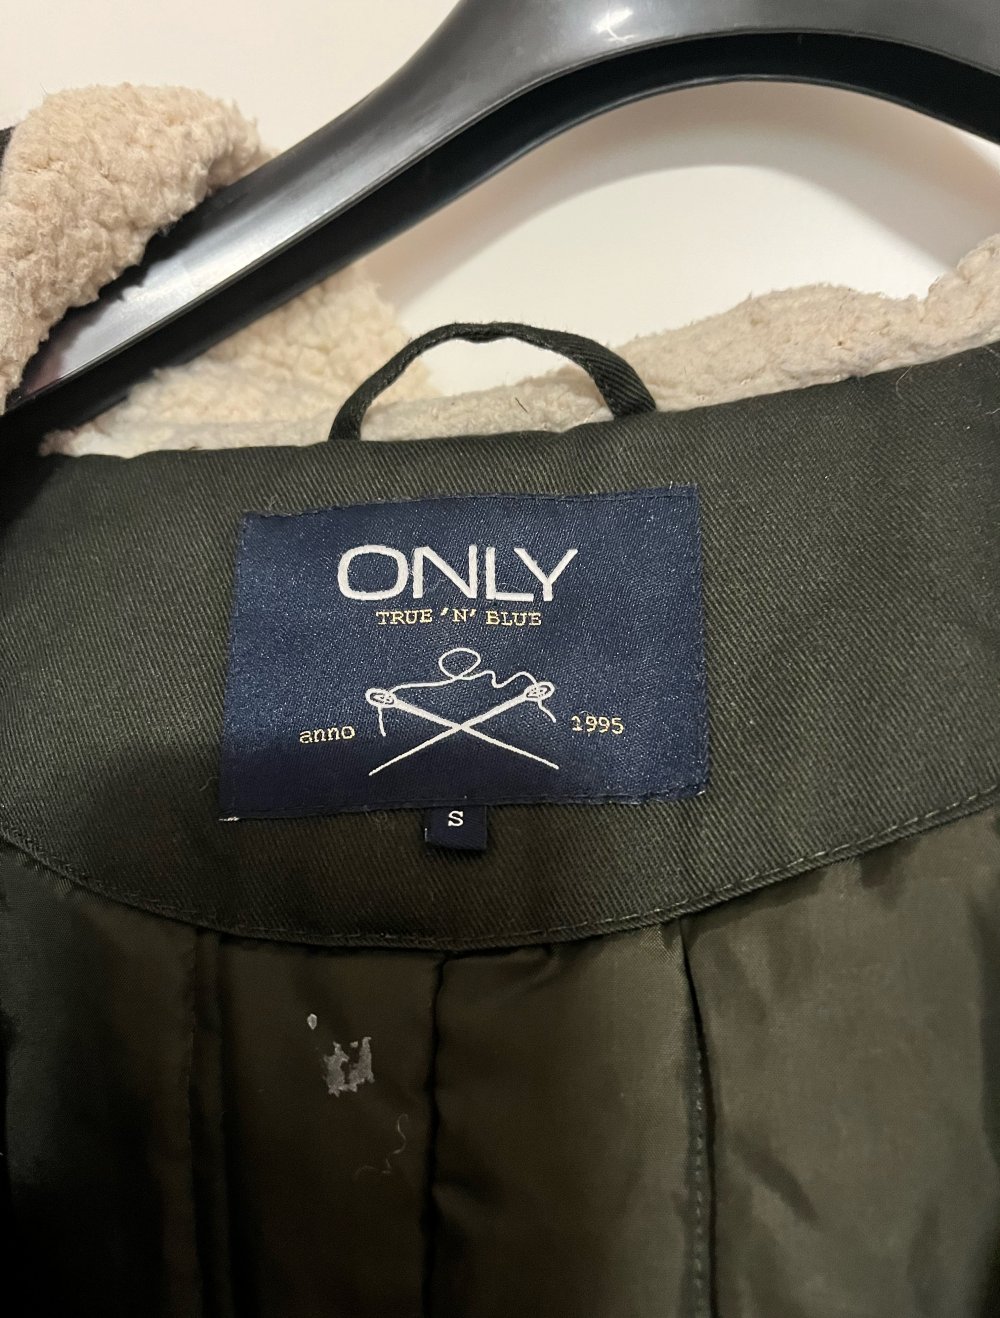 ONLY
TRUE 'N' BLUE
anno 1995
S